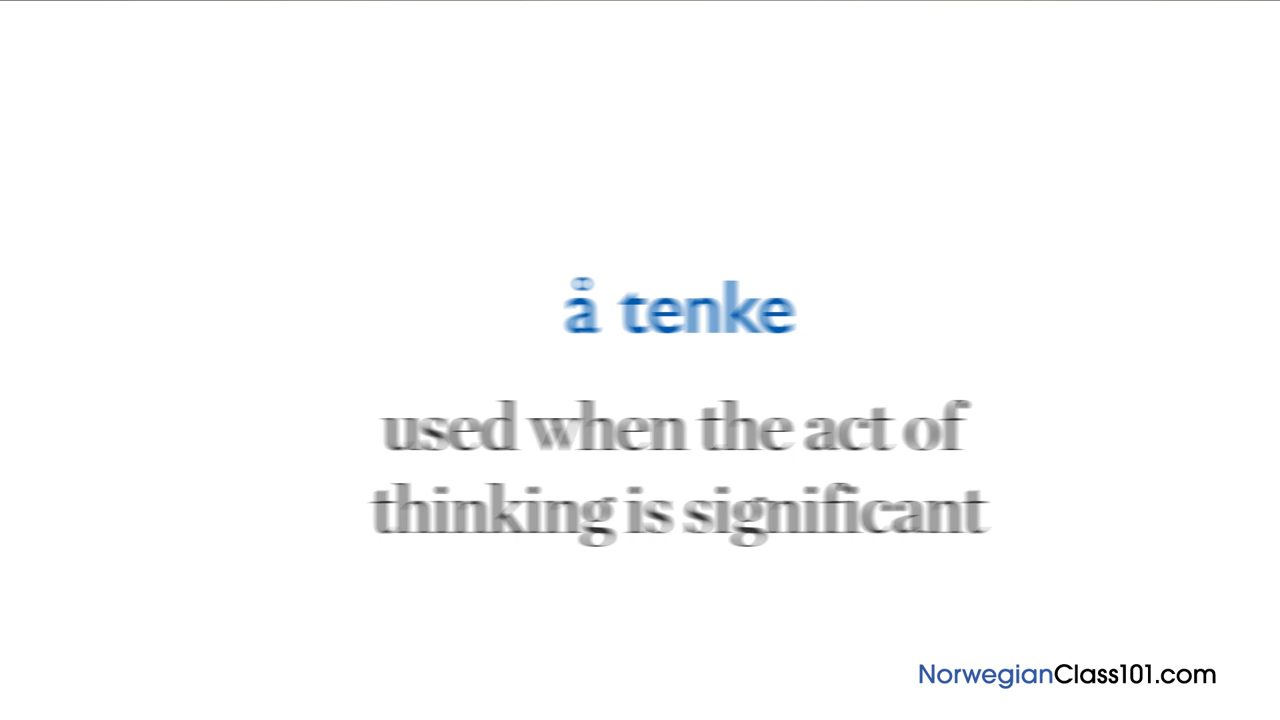 å tenke
used when the act of
thinking is significant
NorwegianClass101.com